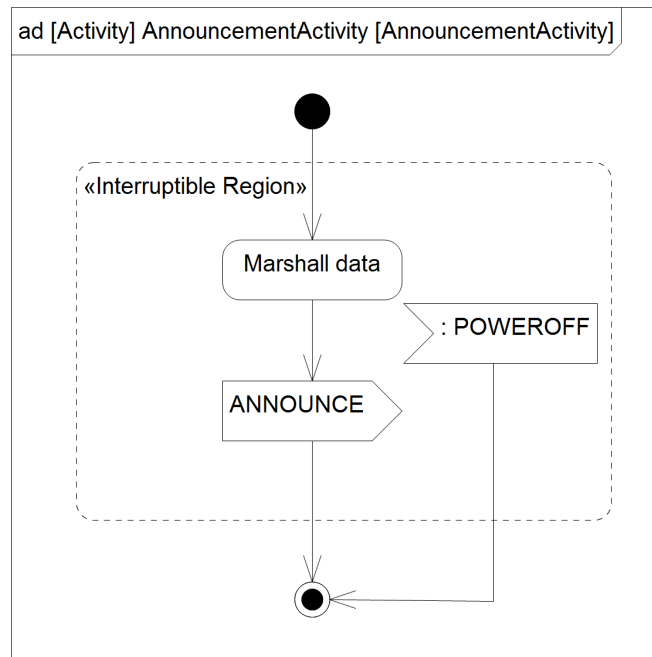 ad [Activity] AnnouncementActivity [AnnouncementActivity]
«Interruptible Region»
Marshall data
: POWEROFF
ANNOUNCE